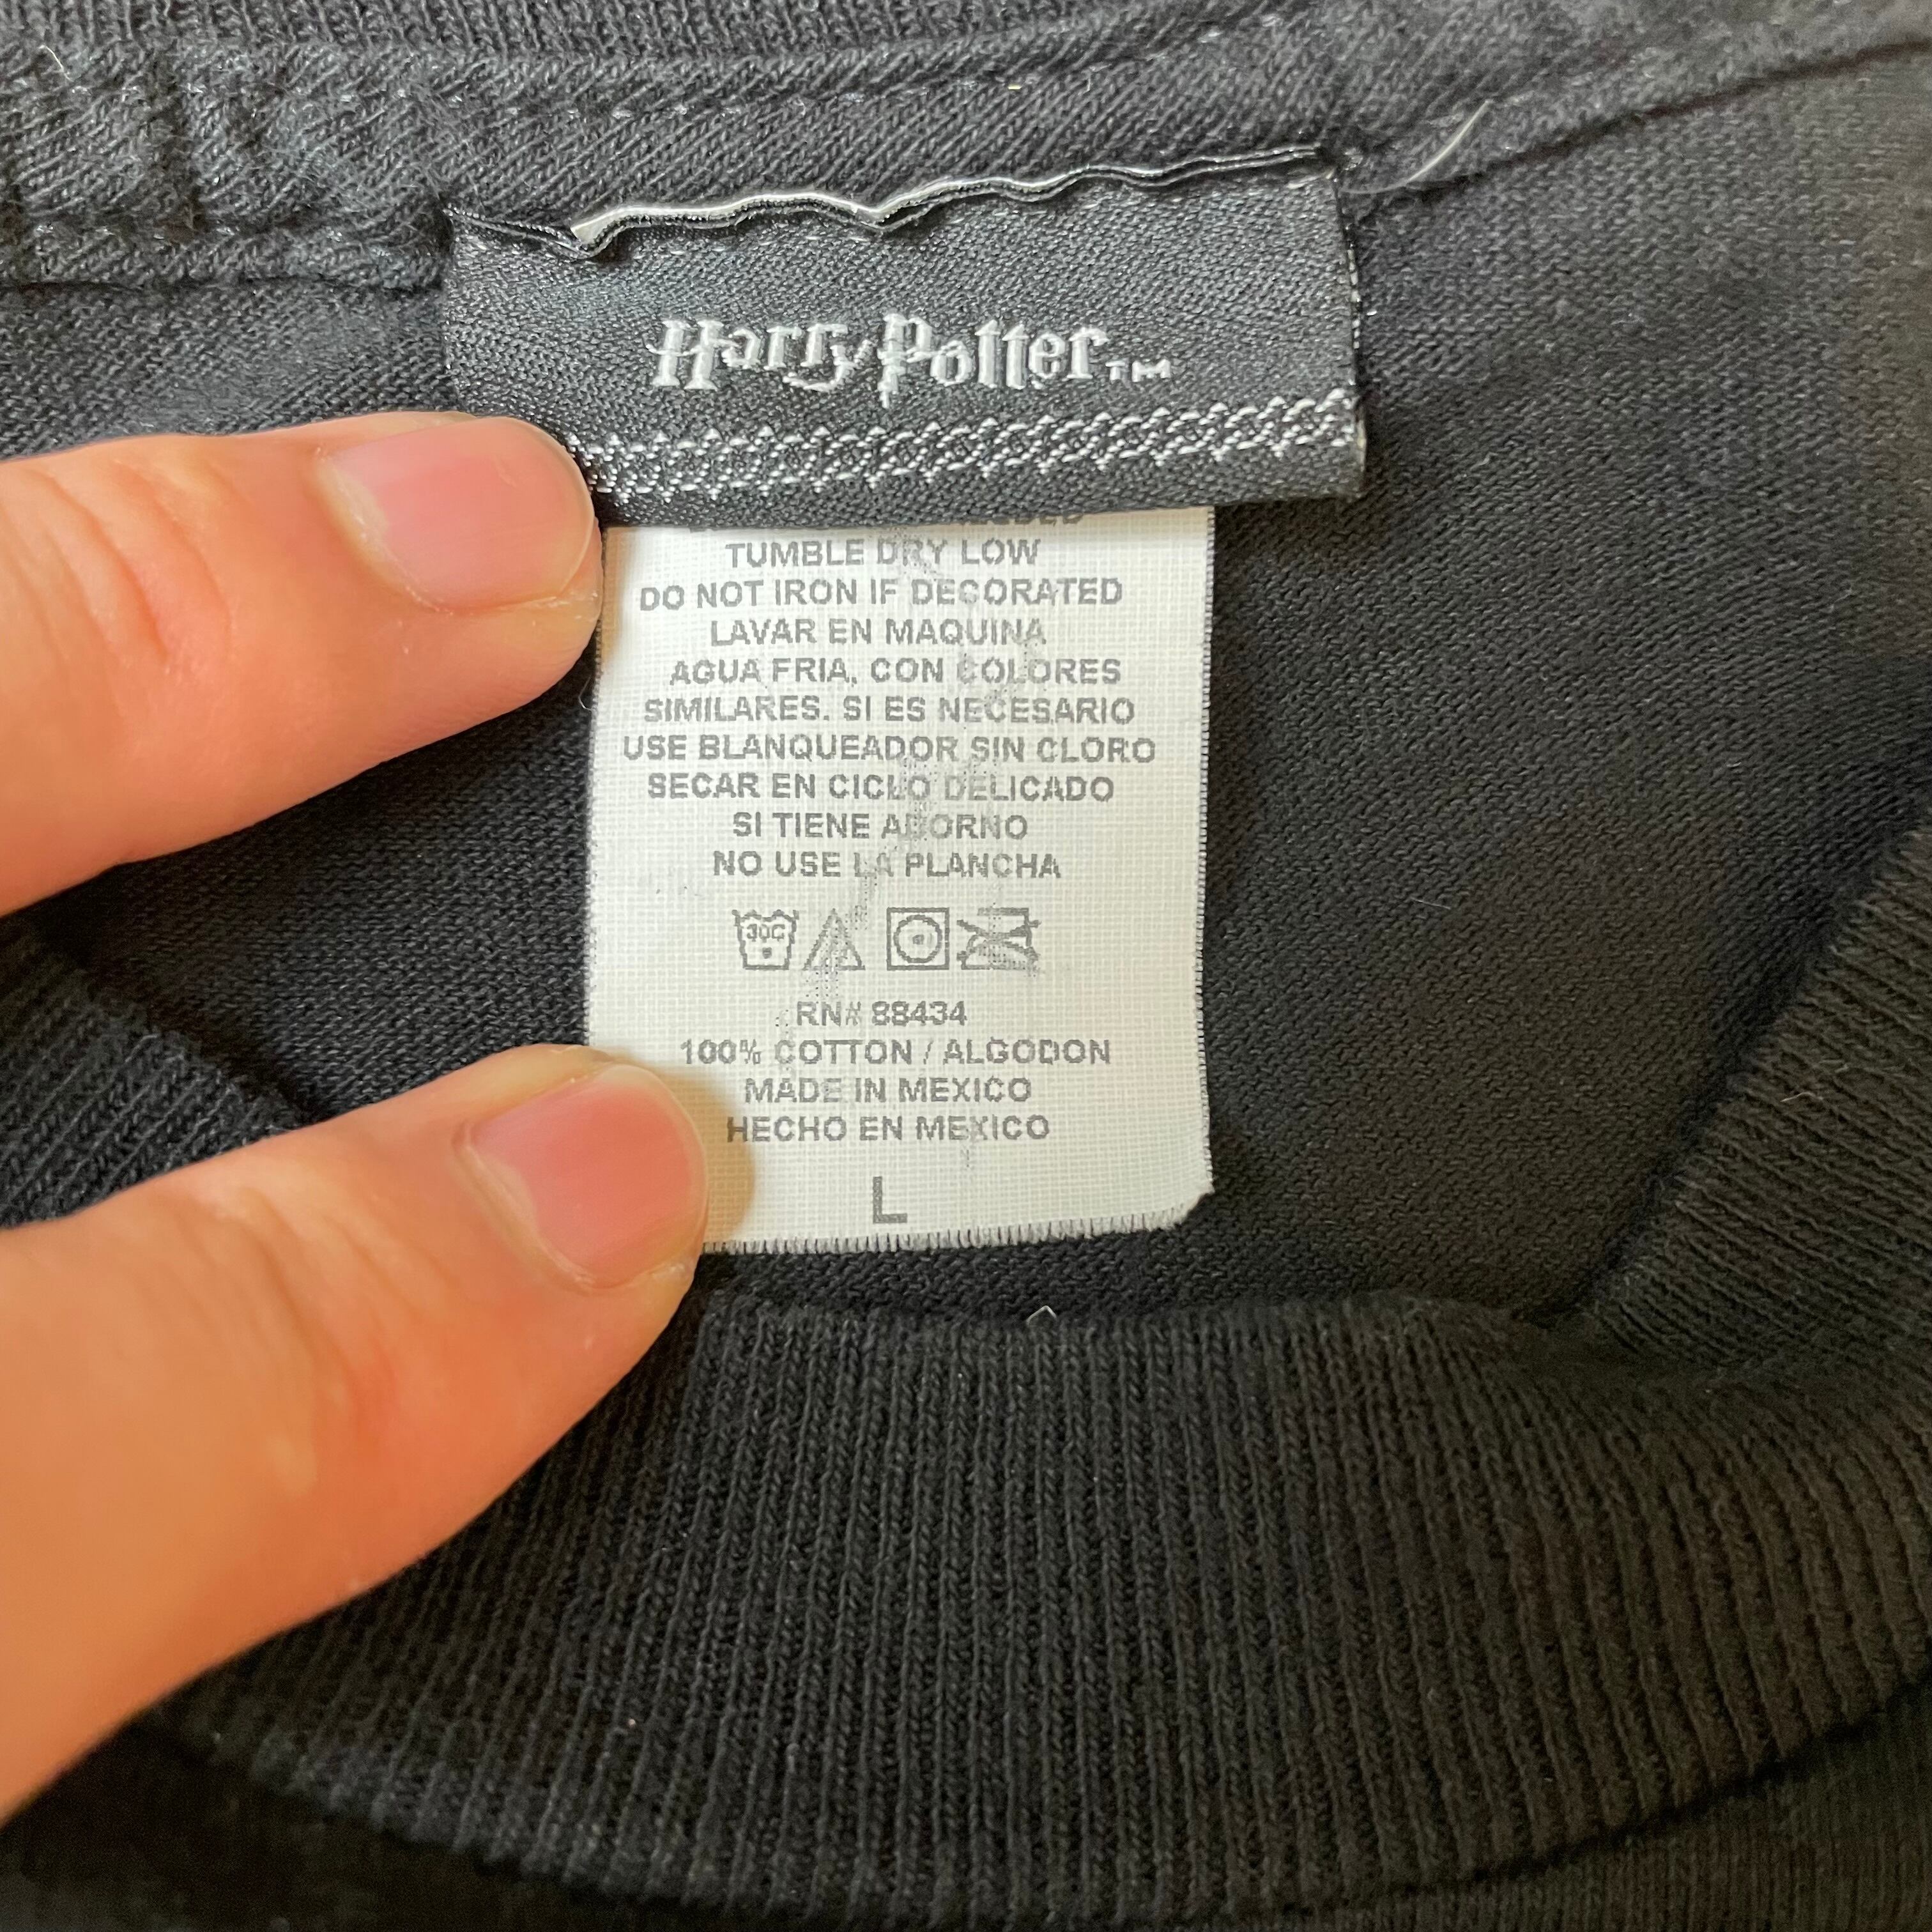 Harry Potter™
TUMBLE DRY LOW
DO NOT IRON IF DECORATED
LAVAR EN MAQUINA
AGUA FRIA, CON COLORES
SIMILARES. SI ES NECESARIO
USE BLANQUEADOR SIN CLORO
SECAR EN CICLO DELICADO
SI TIENE ADORNO
NO USE LA PLANCHA
30C
RN# 88434
100% COTTON / ALGODON
MADE IN MEXICO
HECHO EN MEXICO
L